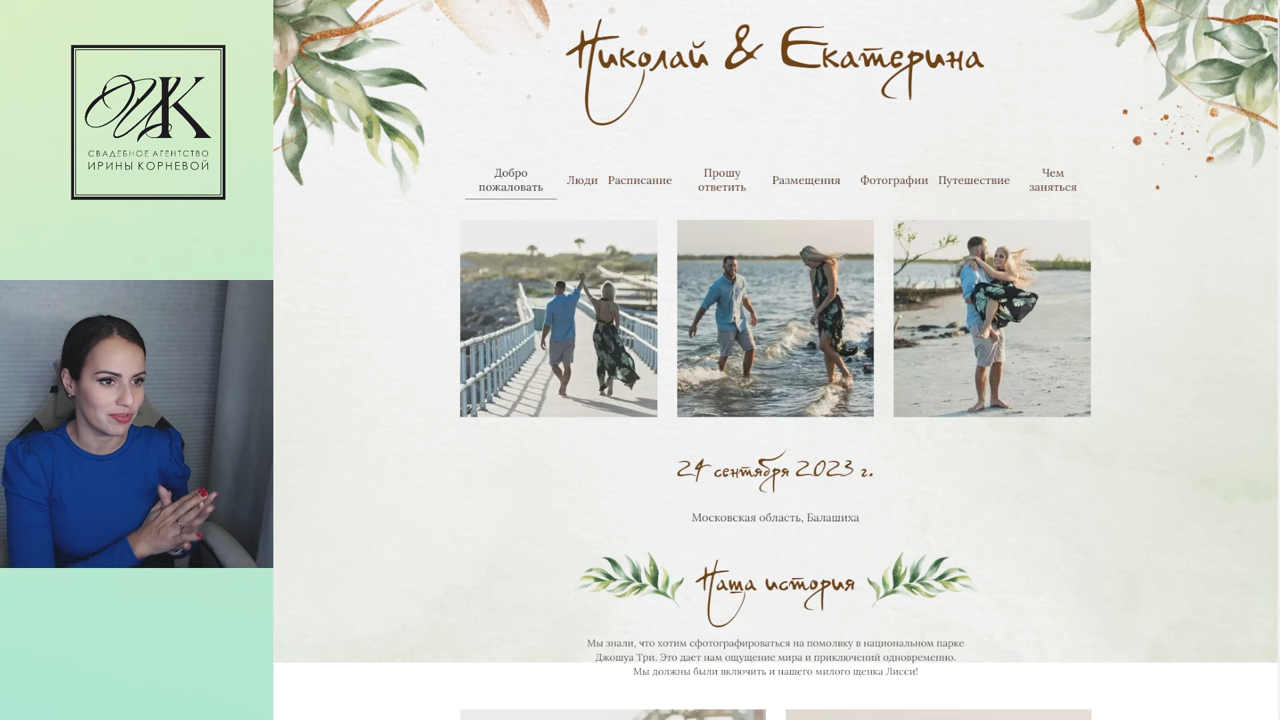 ИК
СВАДЕБНОЕ АГЕНТСТВО
ИРИНЫ КОРНЕВОЙ
Николай & Екатерина
Добро
пожаловать
Люди
Расписание
Прошу
ответить
Размещения
Фотографии
Путешествие
Чем
заняться
24 сентября 2023 г.
Московская область, Балашиха
Наша история
Мы знали, что хотим сфотографироваться на помолвку в национальном парке
Джошуа Три. Это дает нам ощущение мира и приключений одновременно.
Мы должны были включить и нашего милого щенка Лисси!